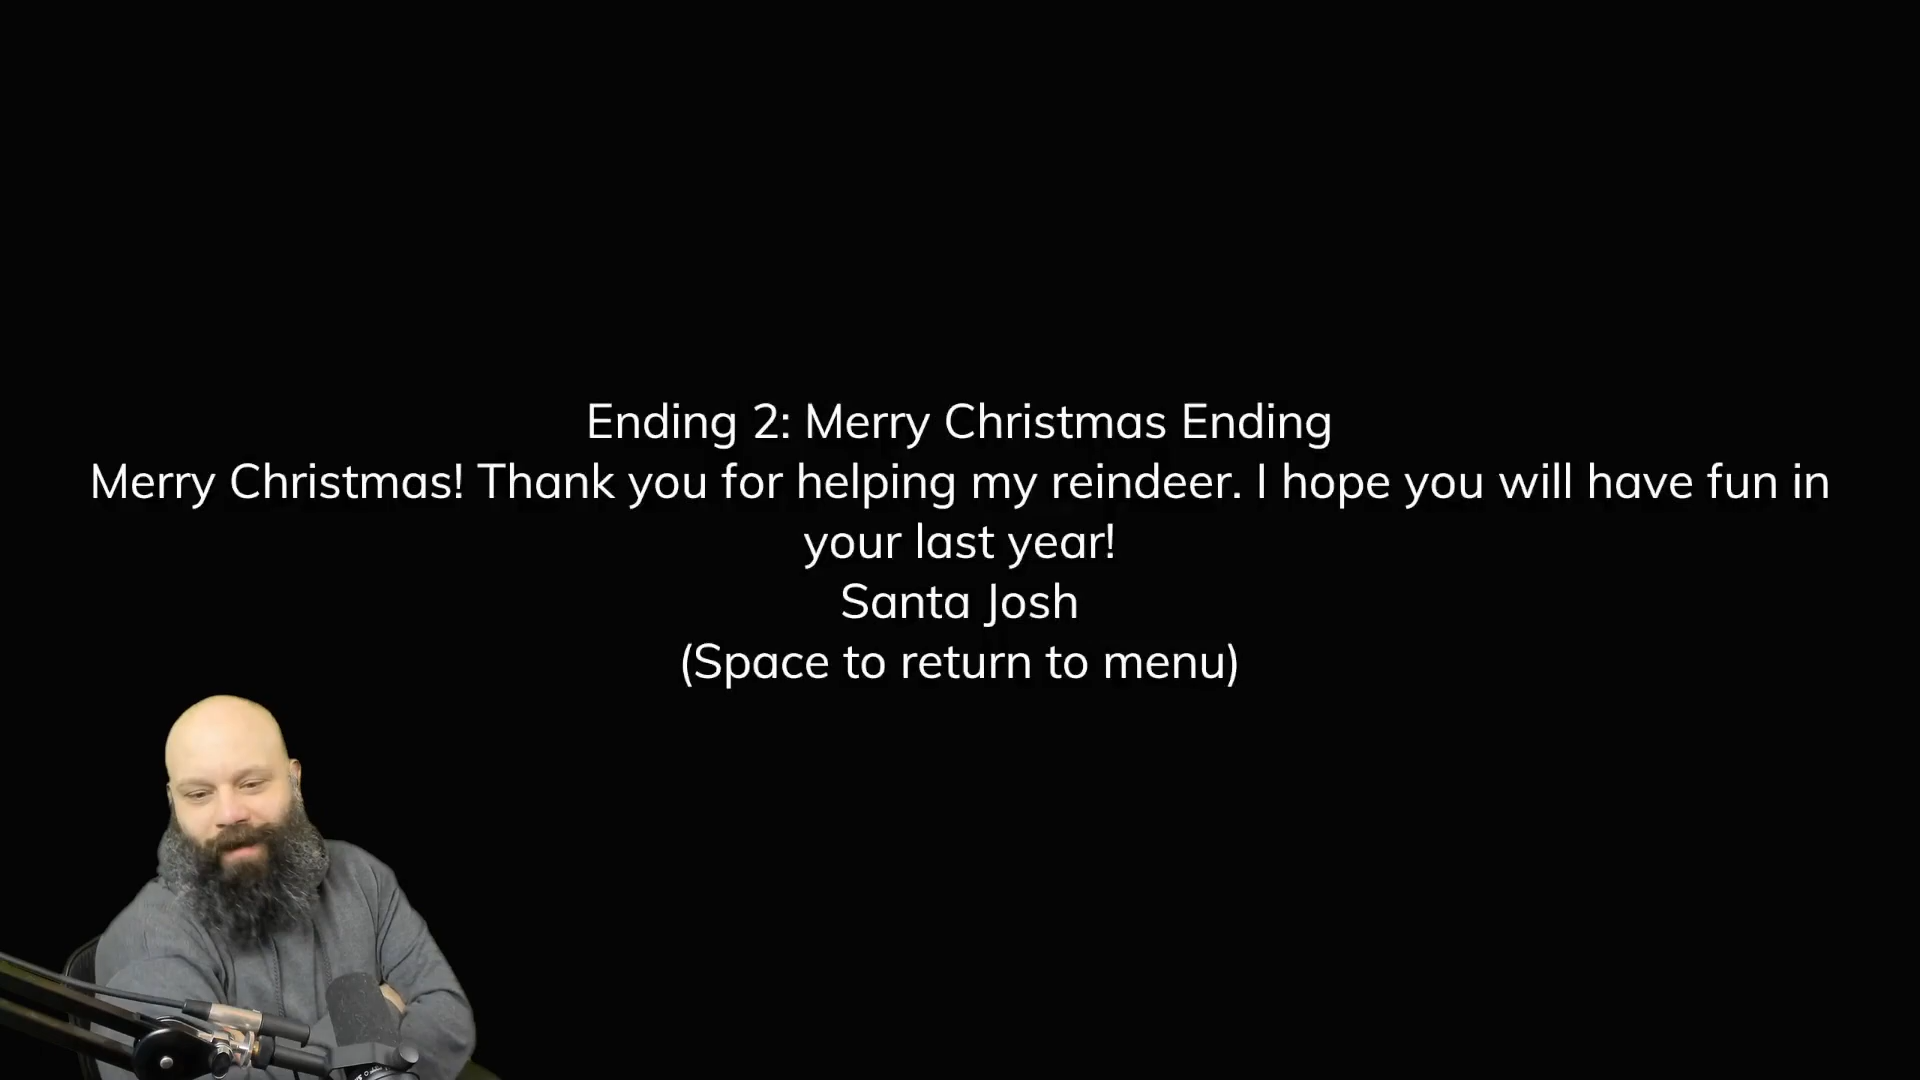 Ending 2: Merry Christmas Ending
Merry Christmas! Thank you for helping my reindeer. I hope you will have fun in
your last year!
Santa Josh
(Space to return to menu)